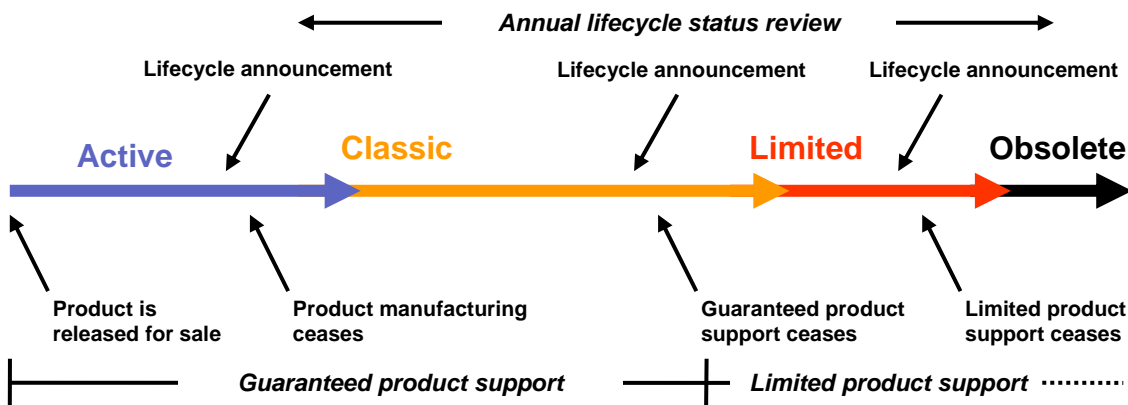 Annual lifecycle status review
Lifecycle announcement
Lifecycle announcement
Lifecycle announcement
Active
Classic
Limited
Obsolete
Product is
released for sale
Product manufacturing
ceases
Guaranteed product
support ceases
Limited product
support ceases
Guaranteed product support
Limited product support